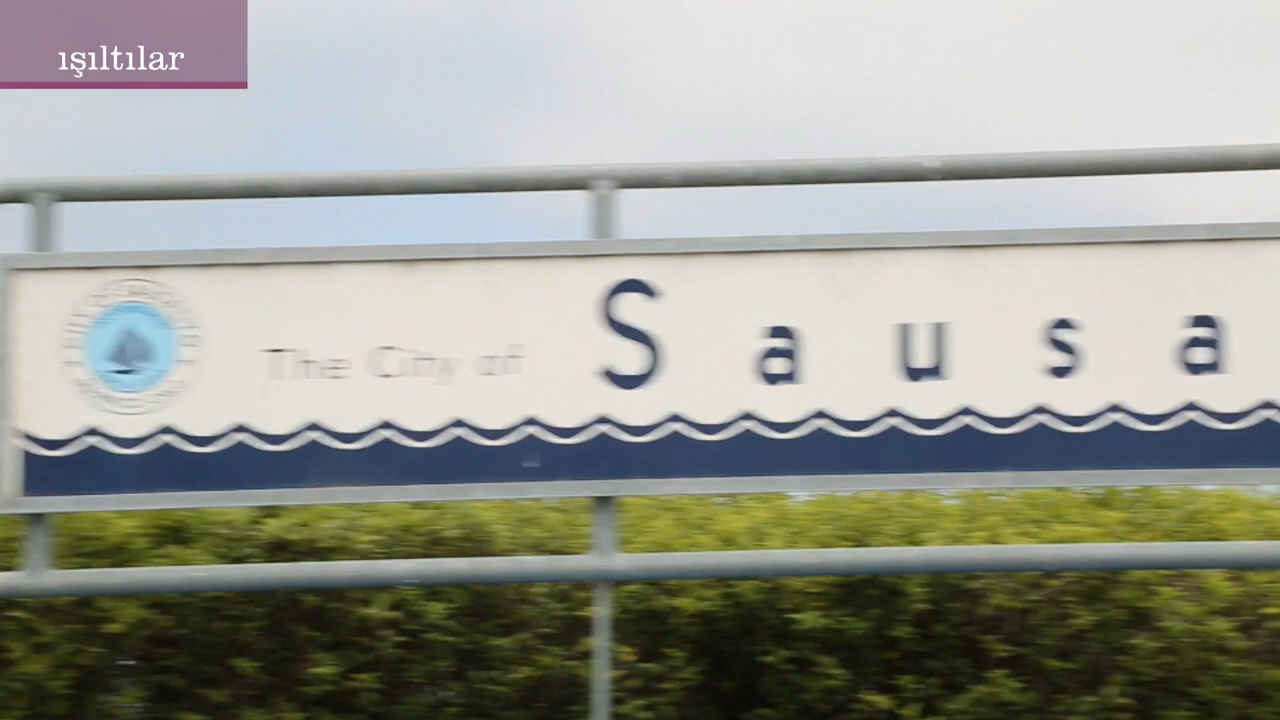 ışıltılar
The City of Sausa